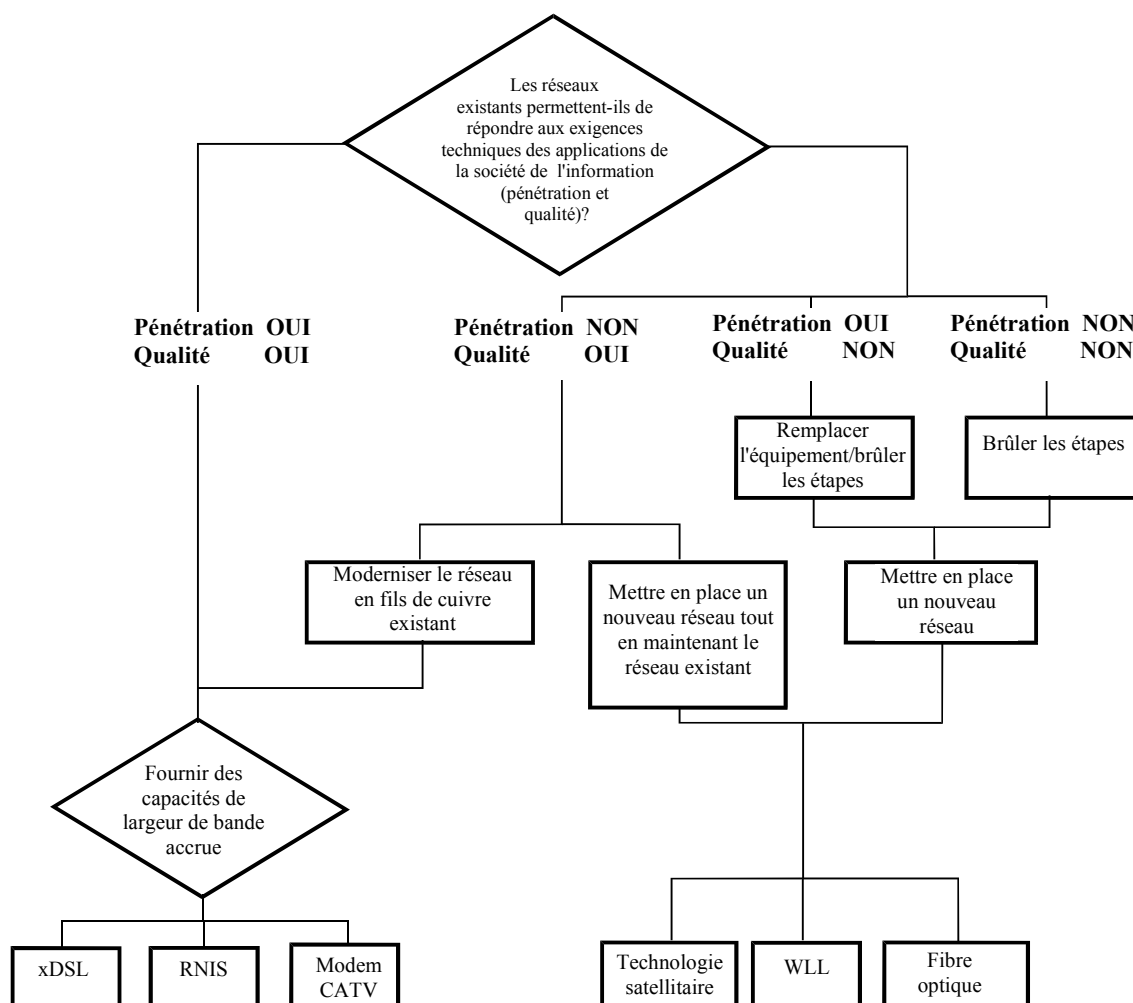 Les réseaux
existants permettent-ils de
répondre aux exigences
techniques des applications de
la société de l'information
(pénétration et
qualité)?
Pénétration OUI
Qualité OUI
Pénétration NON
Qualité OUI
Pénétration OUI
Qualité NON
Pénétration NON
Qualité NON
Remplacer
l'équipement/brûler
les étapes
Brûler les étapes
Moderniser le réseau
en fils de cuivre
existant
Mettre en place un
nouveau réseau tout
en maintenant le
réseau existant
Mettre en place
un nouveau
réseau
Fournir des
capacités de
largeur de bande
accrue
xDSL
RNIS
Modem
CATV
Technologie
satellitaire
WLL
Fibre
optique